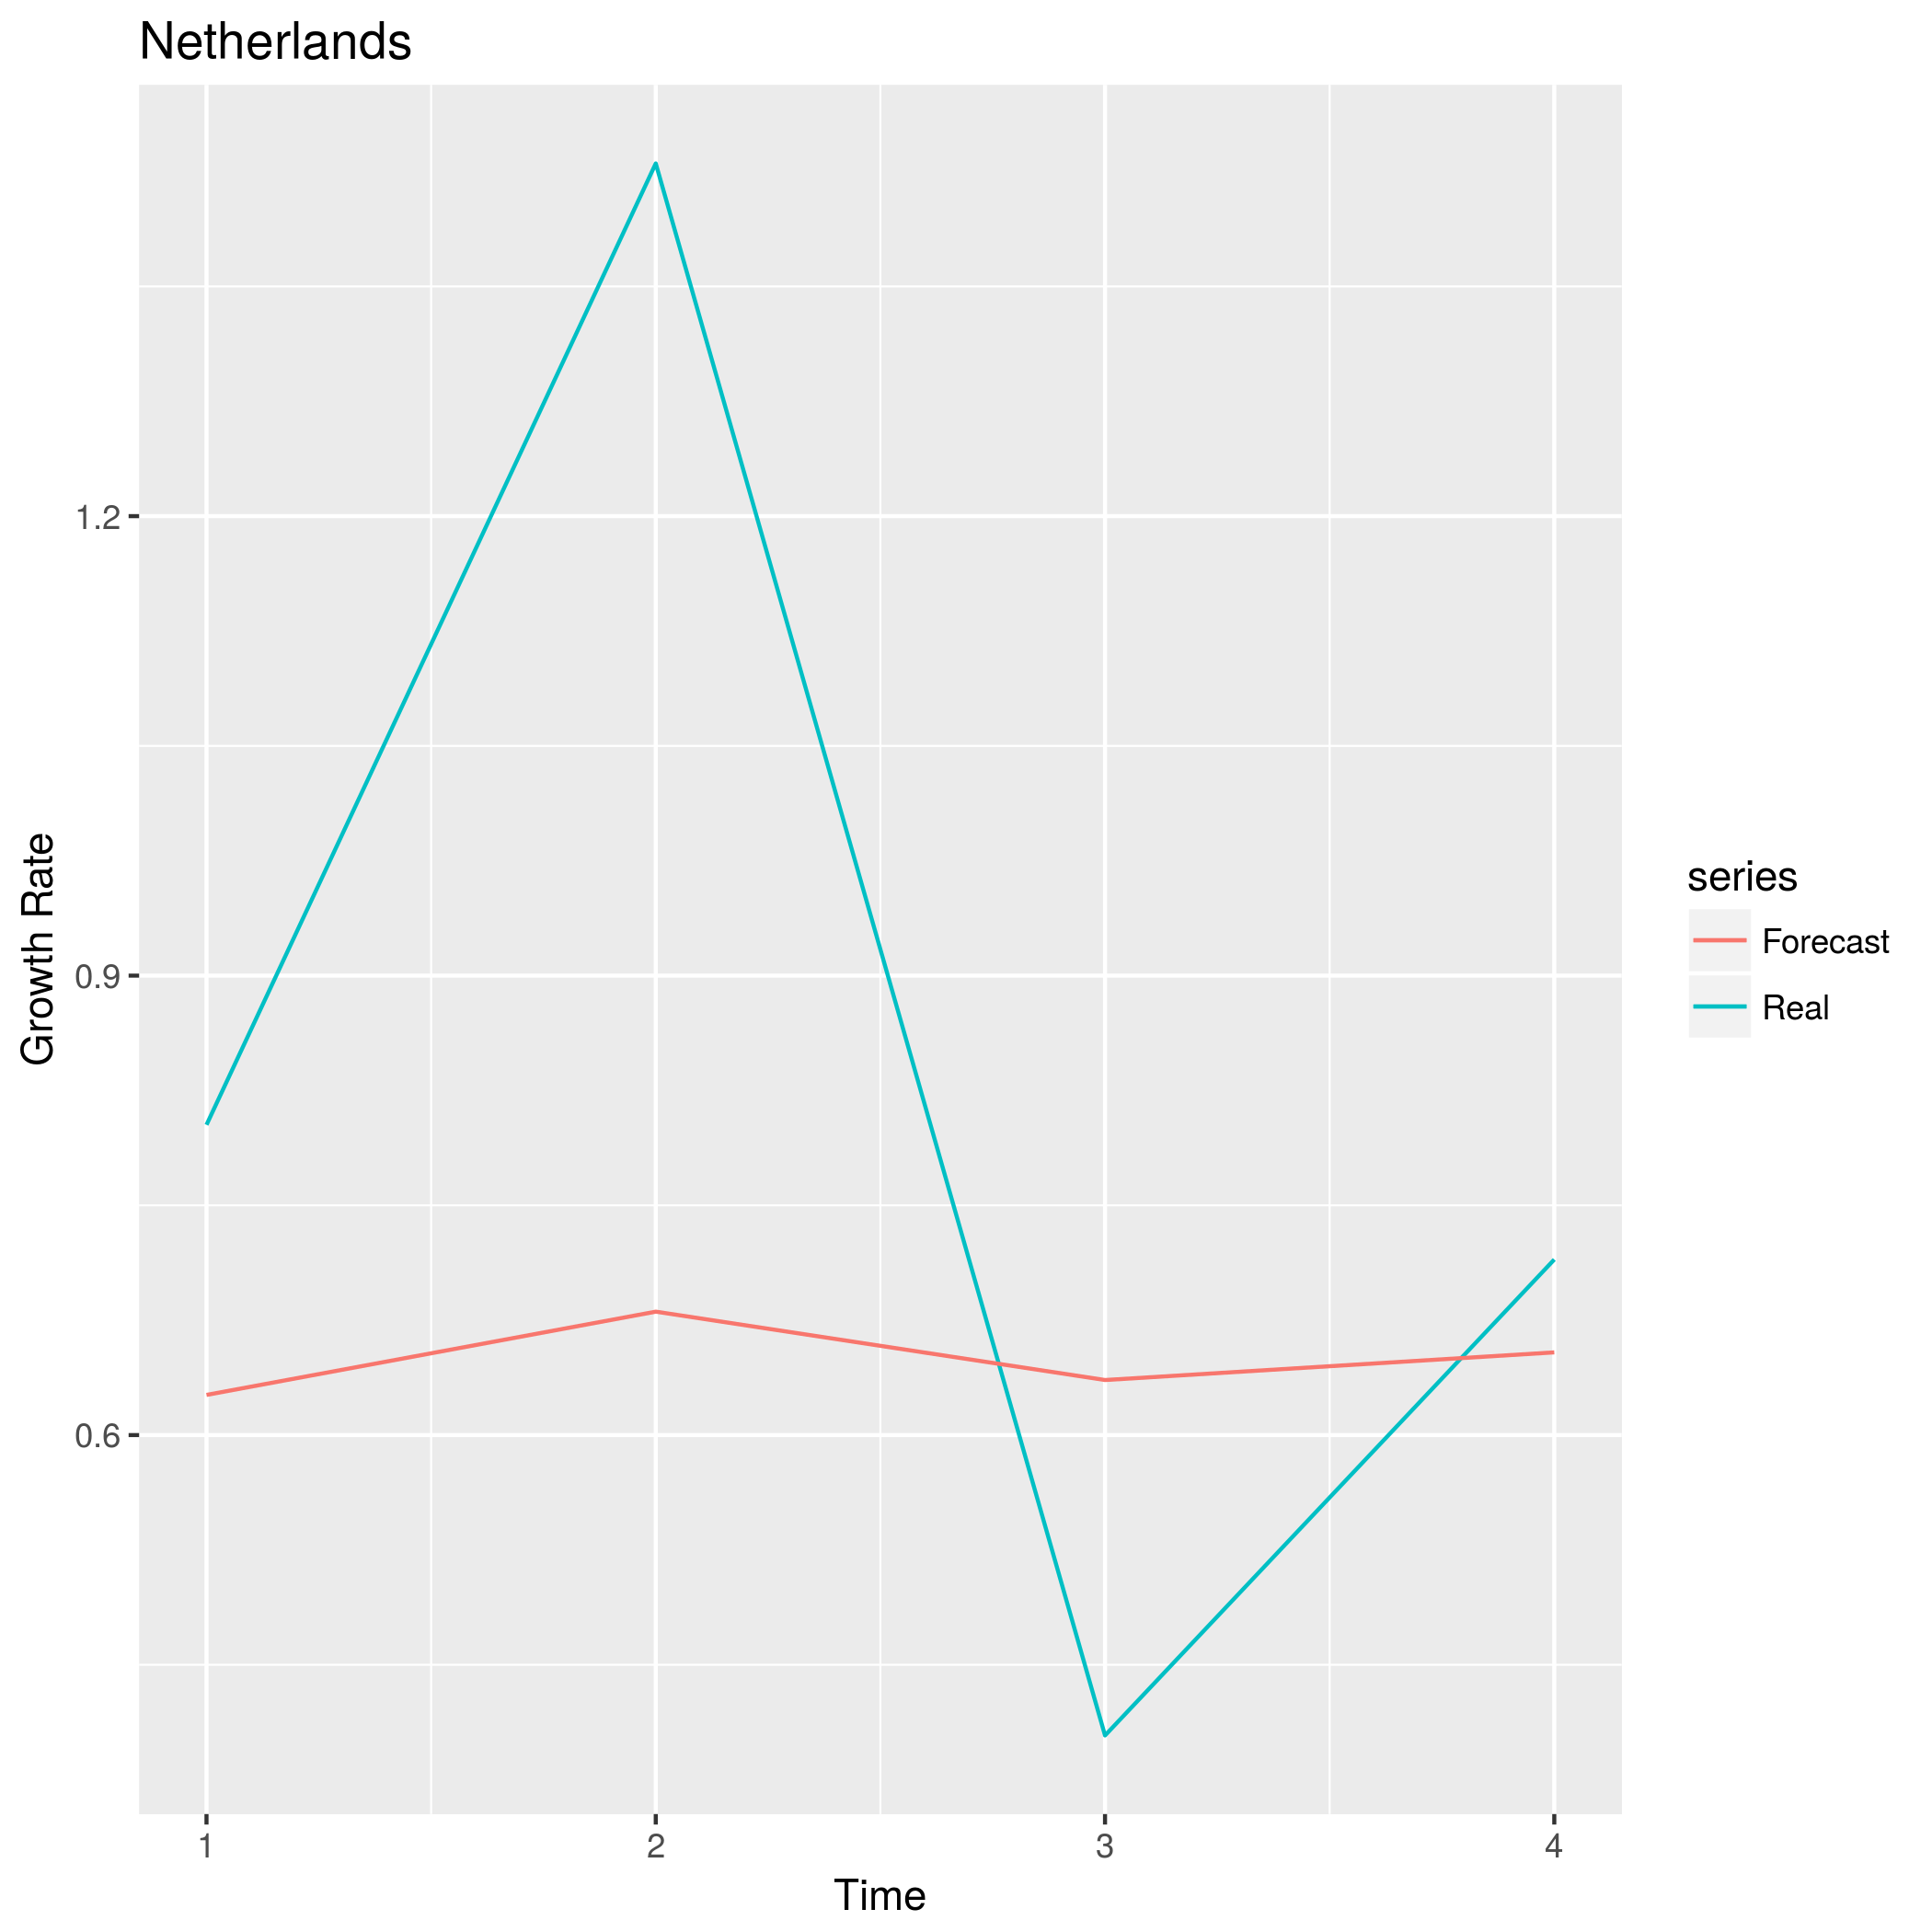 Netherlands
Growth Rate
1.2
0.9
0.6
1 2 3 4
Time
series
Forecast
Real